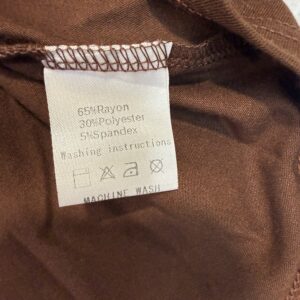 65%Rayon
30%Polyester
5%Spandex
Washing instructions
MACHINE WASH